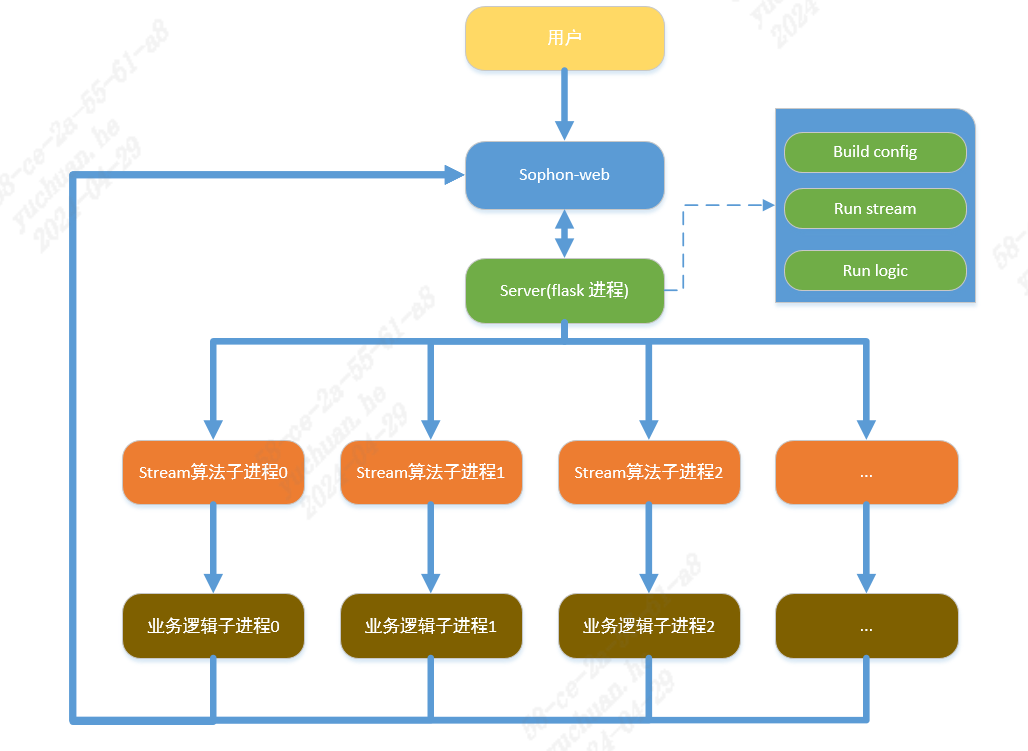 用户
Sophon-web
Build config
Run stream
Run logic
Server(flask 进程)
Stream算法子进程0
Stream算法子进程1
Stream算法子进程2
...
业务逻辑子进程0
业务逻辑子进程1
业务逻辑子进程2
...
58-ce-2a-55-61-a8
yuchuan.he
2024-04-29